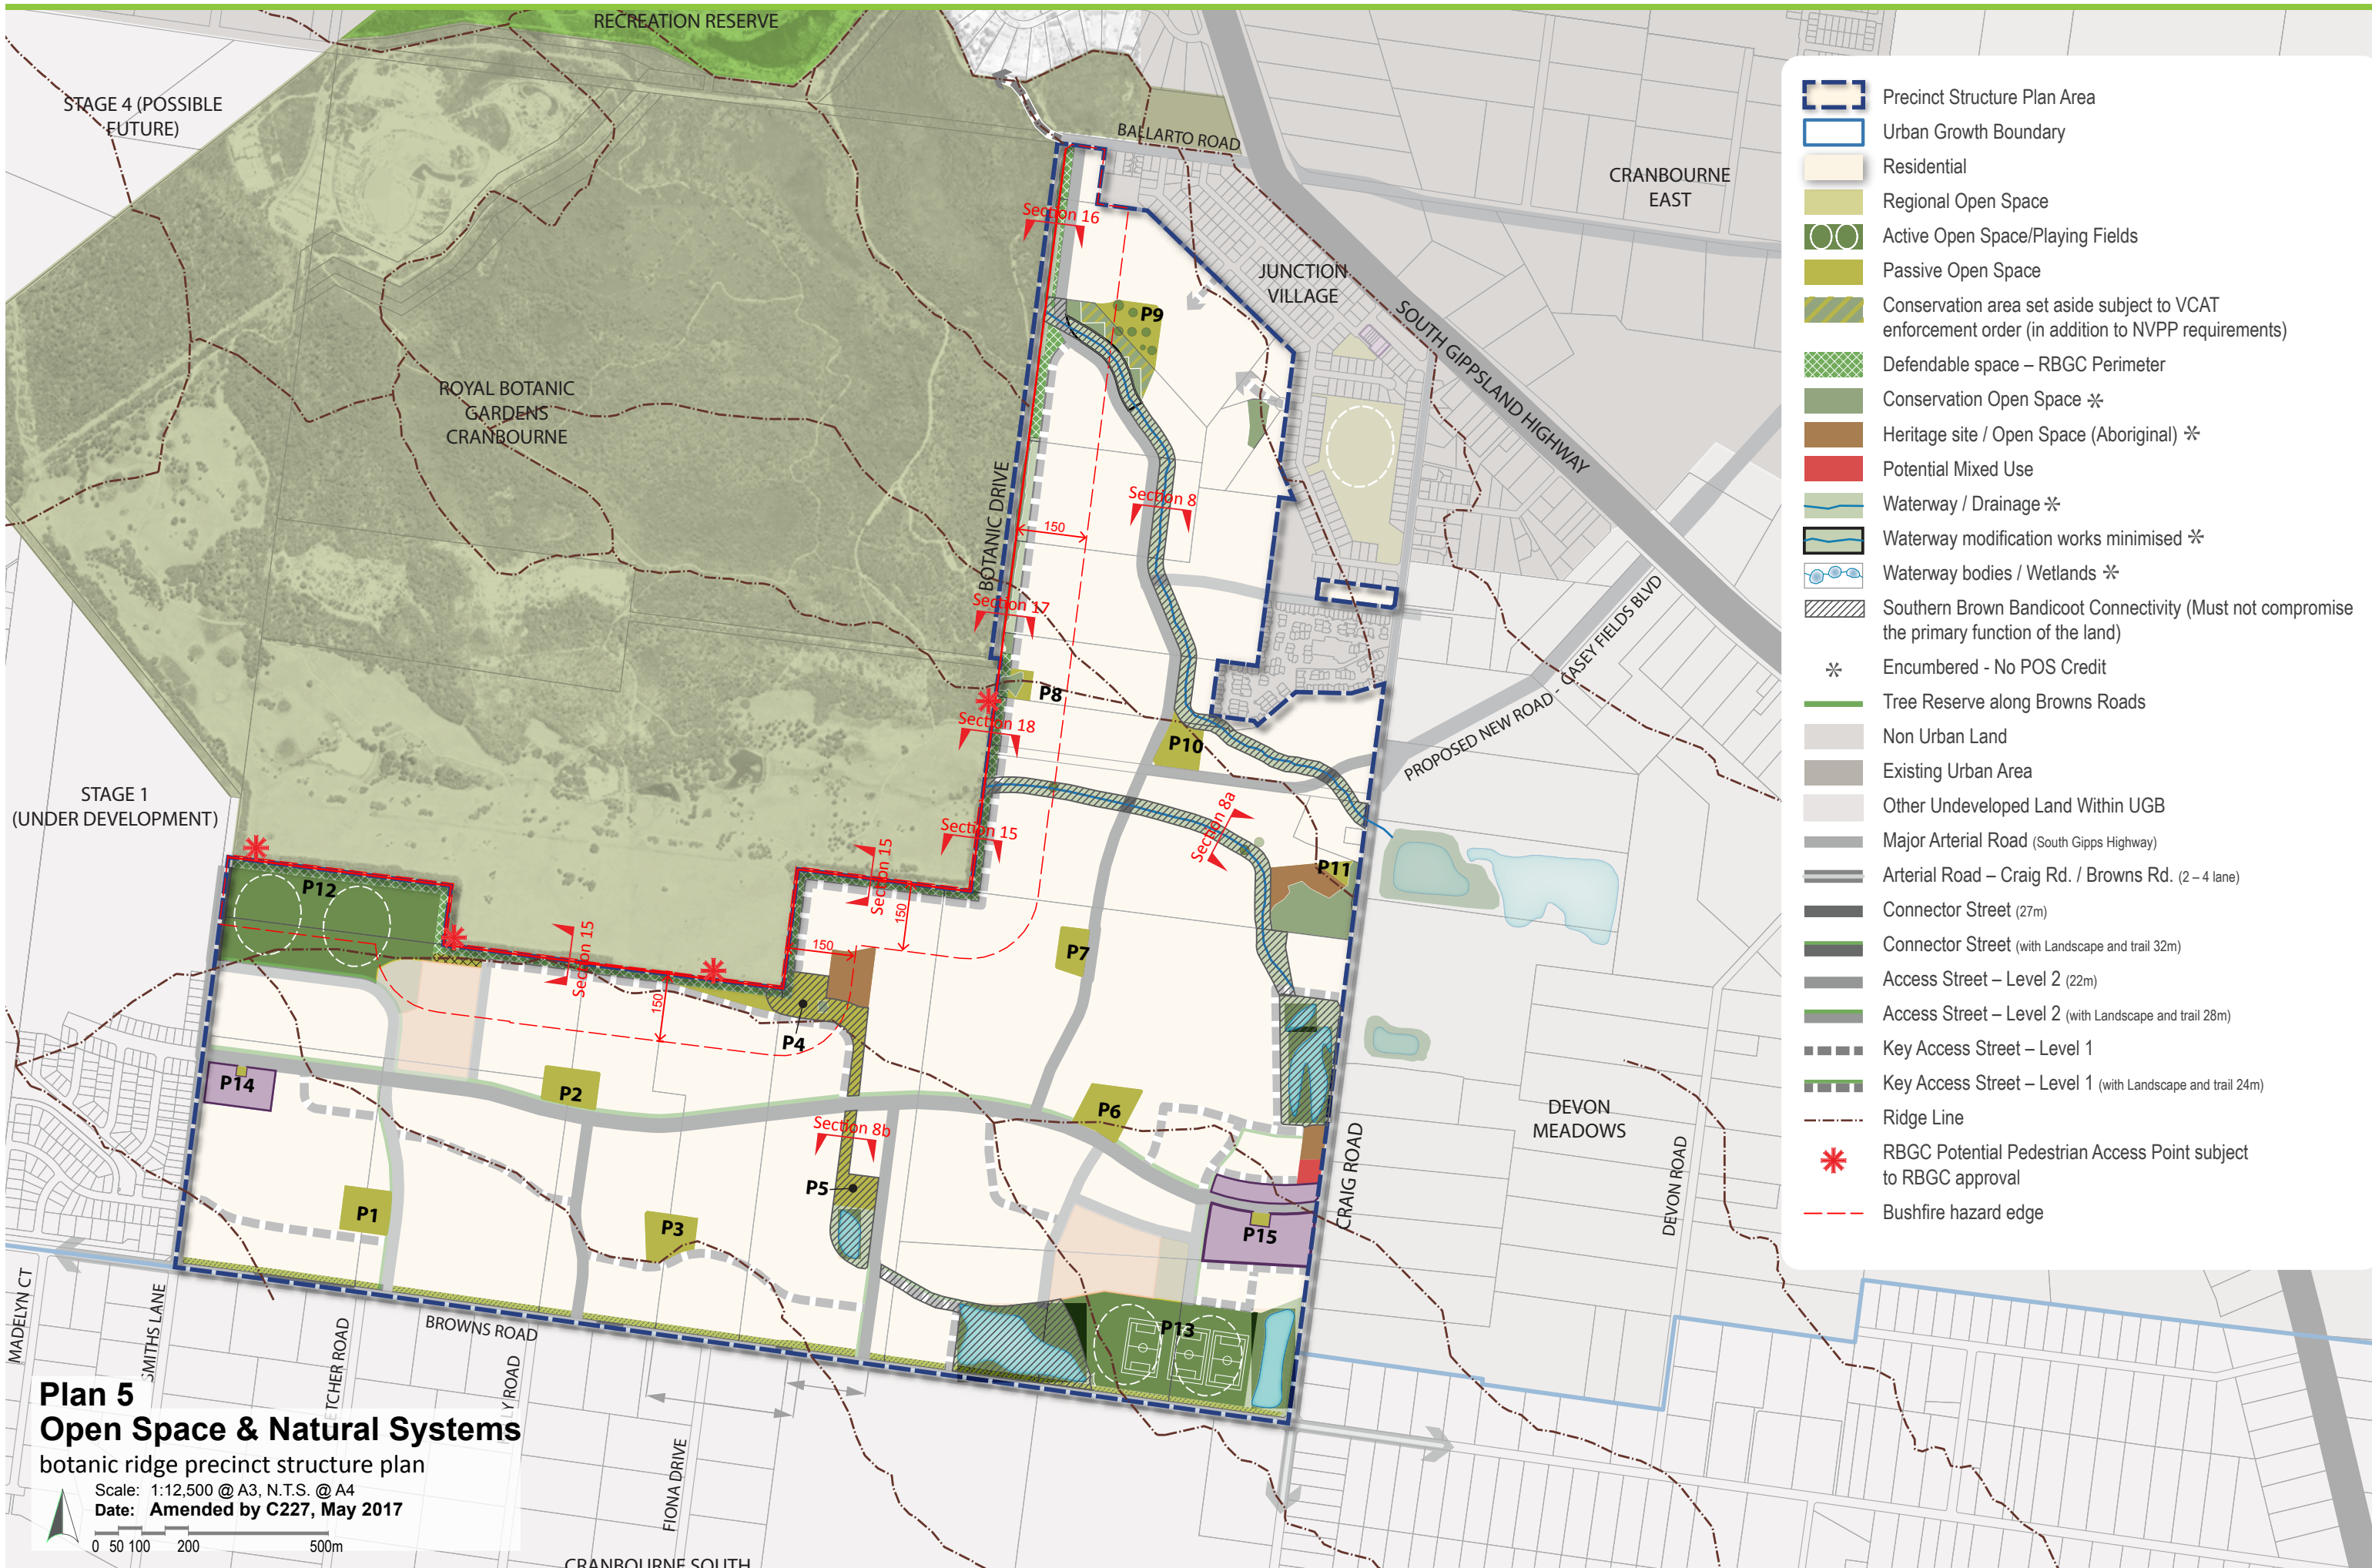 RECREATION RESERVE
STAGE 4 (POSSIBLE
FUTURE)
BALLARTO ROAD
CRANBOURNE
EAST
Section 16
JUNCTION
VILLAGE
P9
SOUTH GIPPSLAND HIGHWAY
ROYAL BOTANIC
GARDENS
CRANBOURNE
BOTANIC DRIVE
Section 8
150
Section 17
P8
PROPOSED NEW ROAD - CASEY FIELDS BLVD
Section 18
P10
STAGE 1
(UNDER DEVELOPMENT)
Section 15
Section 8a
Section 15
P11
P12
150
150
P7
Section 15
150
P4
P14
P2
P6
DEVON
MEADOWS
Section 8b
P5
CRAIG ROAD
DEVON ROAD
P1
P3
P15
MADELYN CT
SMITHS LANE
ETCHER ROAD
BROWNS ROAD
LY ROAD
P13
FIONA DRIVE
CRANBOURNE SOUTH
Precinct Structure Plan Area
Urban Growth Boundary
Residential
Regional Open Space
Active Open Space/Playing Fields
Passive Open Space
Conservation area set aside subject to VCAT
enforcement order (in addition to NVPP requirements)
Defendable space – RBGC Perimeter
Conservation Open Space *
Heritage site / Open Space (Aboriginal) *
Potential Mixed Use
Waterway / Drainage *
Waterway modification works minimised *
Waterway bodies / Wetlands *
Southern Brown Bandicoot Connectivity (Must not compromise
the primary function of the land)
* Encumbered - No POS Credit
Tree Reserve along Browns Roads
Non Urban Land
Existing Urban Area
Other Undeveloped Land Within UGB
Major Arterial Road (South Gipps Highway)
Arterial Road – Craig Rd. / Browns Rd. (2 – 4 lane)
Connector Street (27m)
Connector Street (with Landscape and trail 32m)
Access Street – Level 2 (22m)
Access Street – Level 2 (with Landscape and trail 28m)
Key Access Street – Level 1
Key Access Street – Level 1 (with Landscape and trail 24m)
Ridge Line
RBGC Potential Pedestrian Access Point subject
to RBGC approval
Bushfire hazard edge
Plan 5
Open Space & Natural Systems
botanic ridge precinct structure plan
Scale: 1:12,500 @ A3, N.T.S. @ A4
Date: Amended by C227, May 2017
0 50 100 200 500m